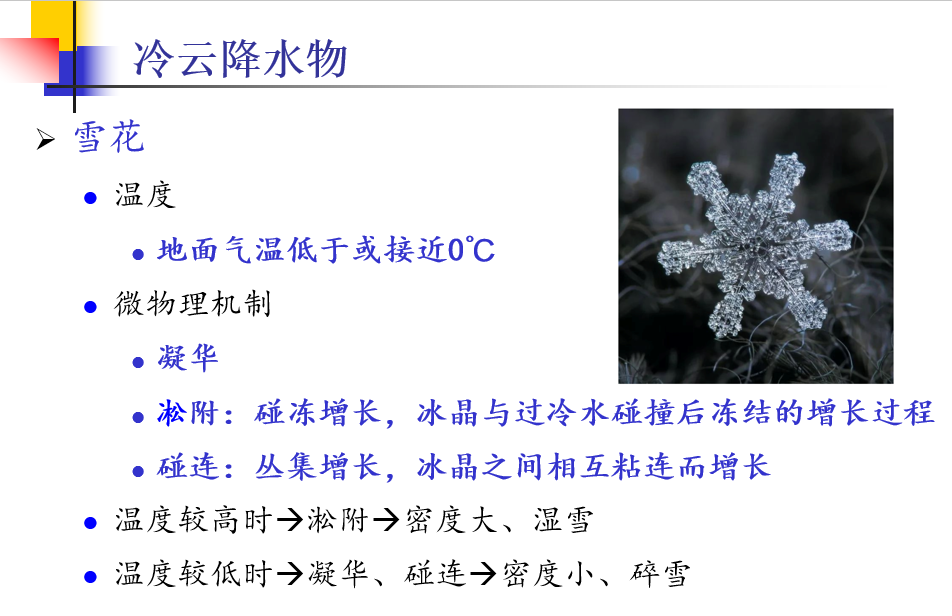 冷云降水物
雪花
温度
地面气温低于或接近0℃
微物理机制
凝华
凇附：碰冻增长，冰晶与过冷水碰撞后冻结的增长过程
碰连：丛集增长，冰晶之间相互粘连而增长
温度较高时→凇附→密度大、湿雪
温度较低时→凝华、碰连→密度小、碎雪